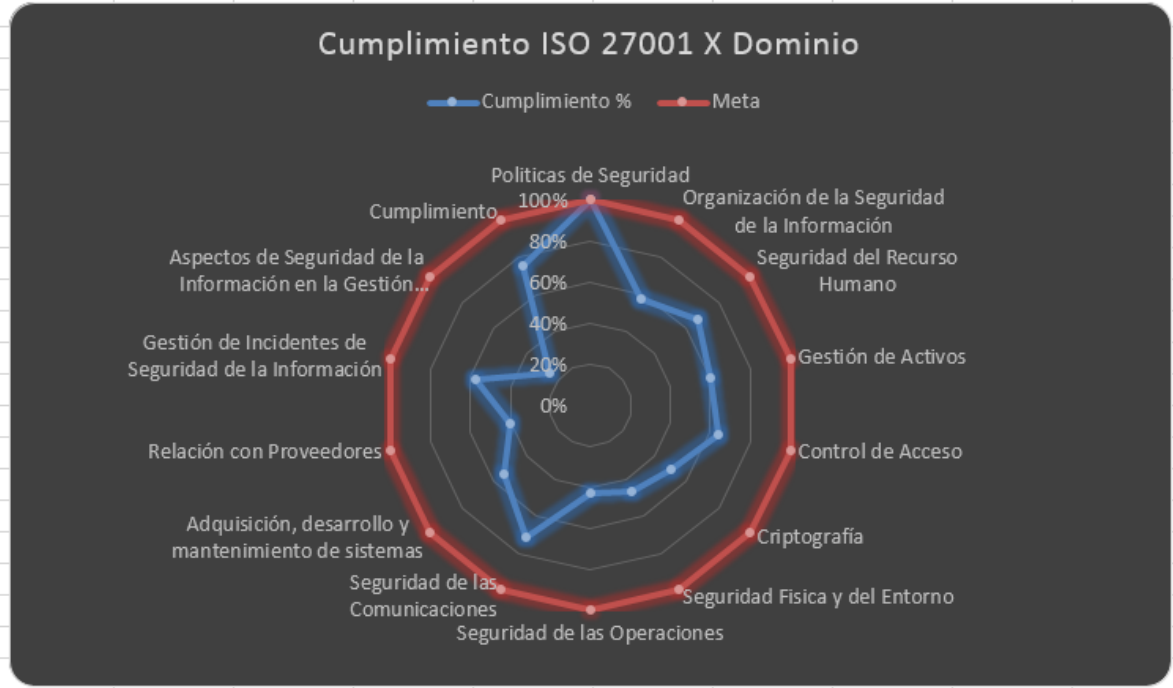 Cumplimiento ISO 27001 X Dominio
Cumplimiento %
Meta
Politicas de Seguridad
Organización de la Seguridad
de la Información
Seguridad del Recurso
Humano
Gestión de Activos
Control de Acceso
Criptografía
Seguridad Fisica y del Entorno
Seguridad de las Operaciones
Seguridad de las
Comunicaciones
Adquisición, desarrollo y
mantenimiento de sistemas
Relación con Proveedores
Gestión de Incidentes de
Seguridad de la Información
Aspectos de Seguridad de la
Información en la Gestión...
Cumplimiento
100%
80%
60%
40%
20%
0%